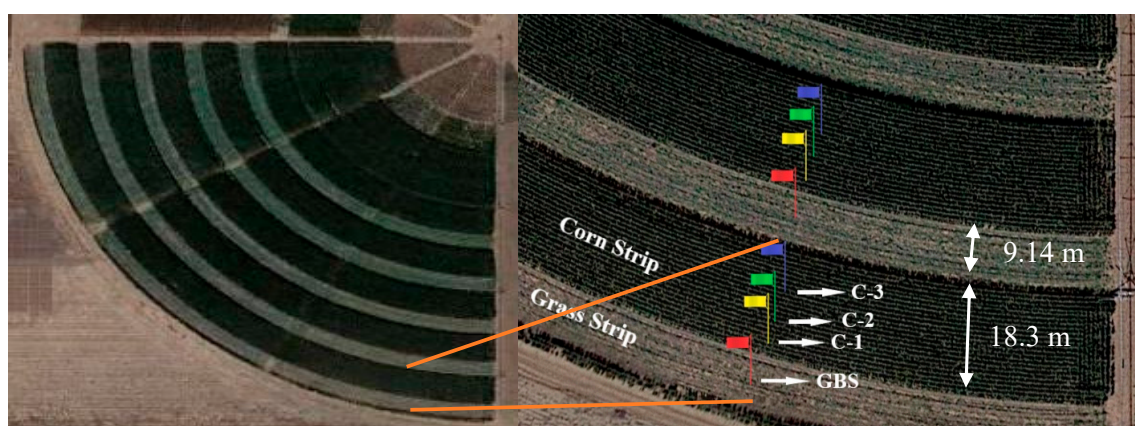 Corn Strip
9.14 m
Grass Strip
C-3
C-2
18.3 m
C-1
GBS